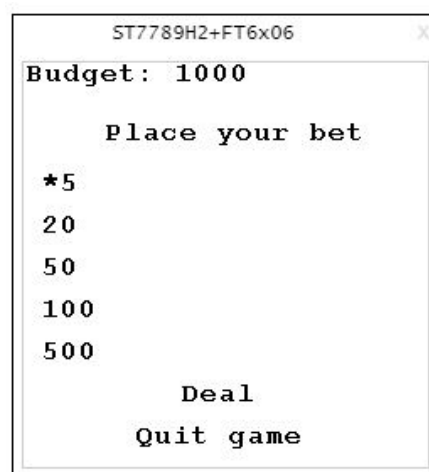 ST7789H2+FT6x06 X
Budget: 1000
Place your bet
*5
20
50
100
500
Deal
Quit game